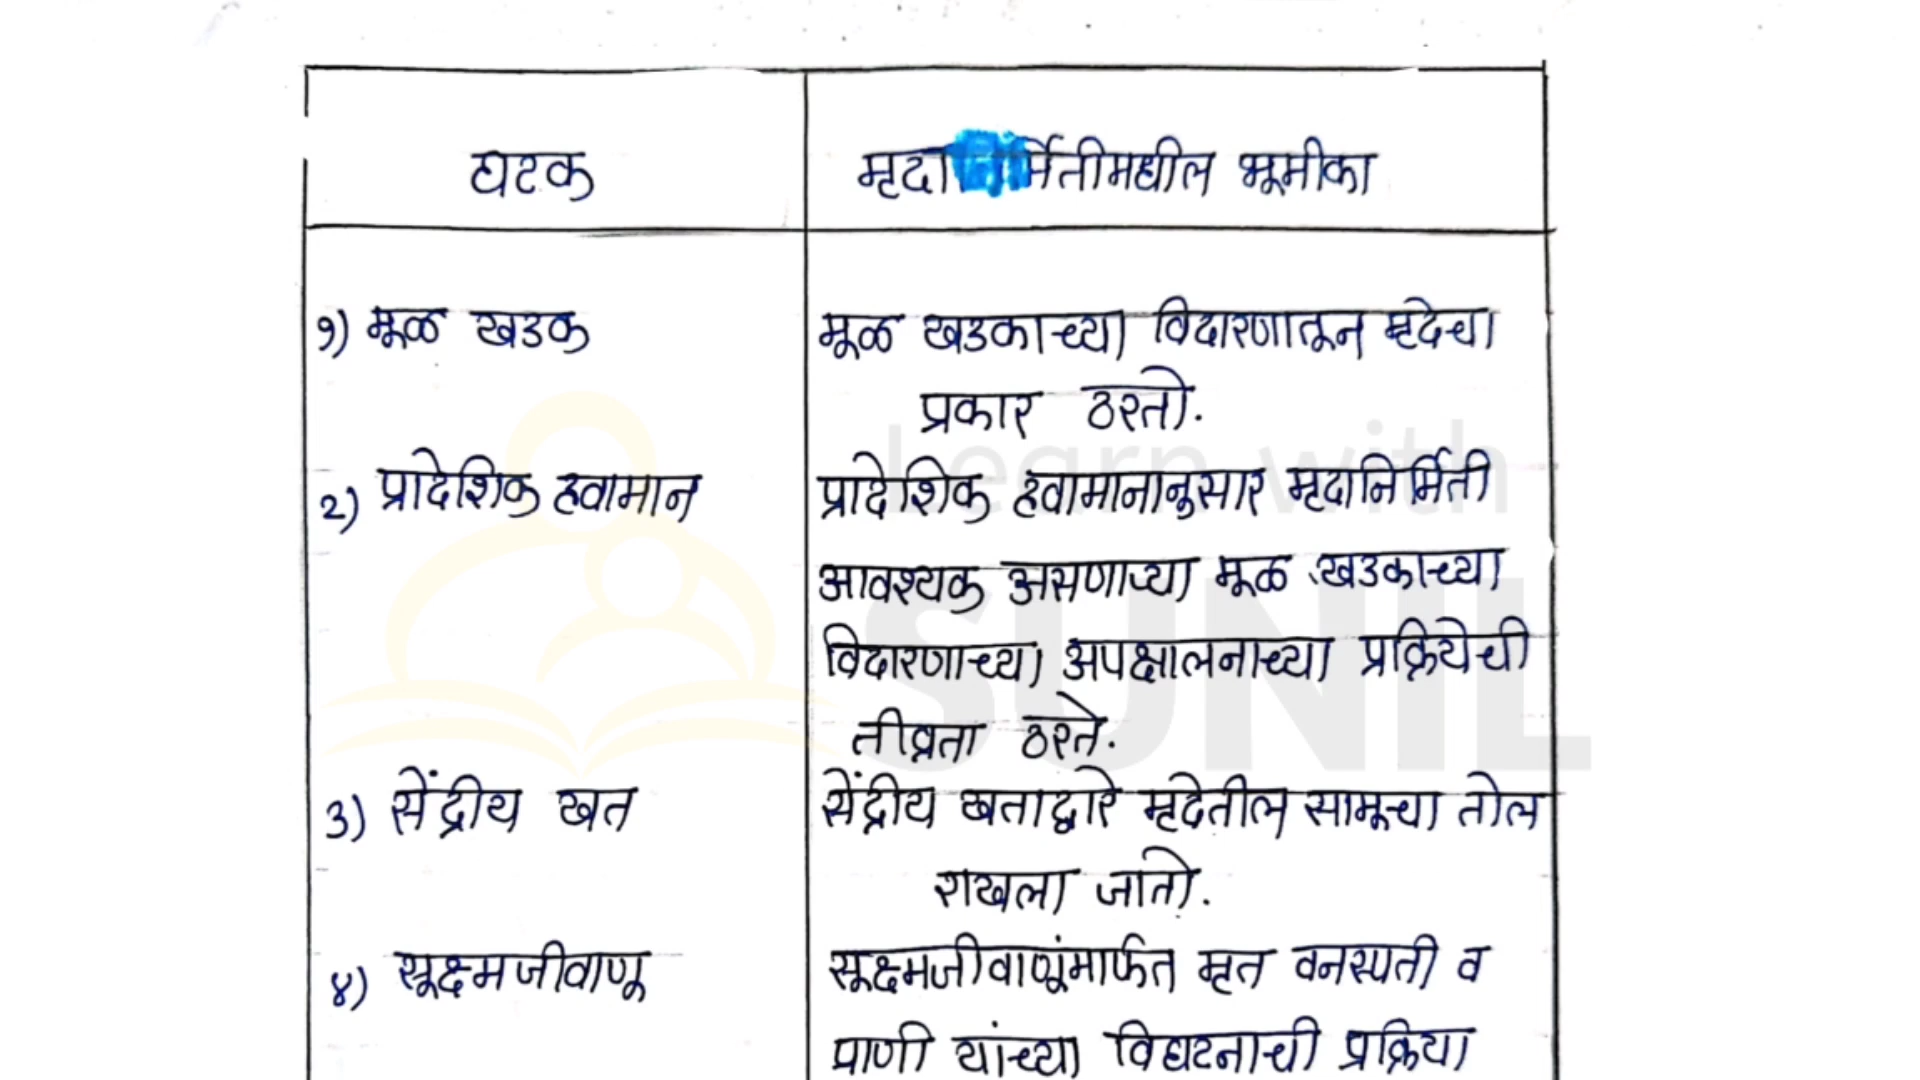 घटक
मृदानिर्मितीमधील भूमीका
१) मूळ खडक
मूळ खडकाच्या विदारणातून मृदेचा
प्रकार ठरतो.
२) प्रादेशिक हवामान
प्रादेशिक हवामानानुसार मृदानिर्मिती
आवश्यक असणाऱ्या मूळ खडकाच्या
विदारणाच्या अपक्षालनाच्या प्रक्रियेची
तीव्रता ठरते.
३) सेंद्रीय खत
सेंद्रीय खताद्वारे मृदेतील सामूचा तोल
राखला जातो.
४) सूक्ष्मजीवाणू
सूक्ष्मजीवाणूंमार्फत मृत वनस्पती व
प्राणी यांच्या विघटनाची प्रक्रिया
Learn with
SUNIL